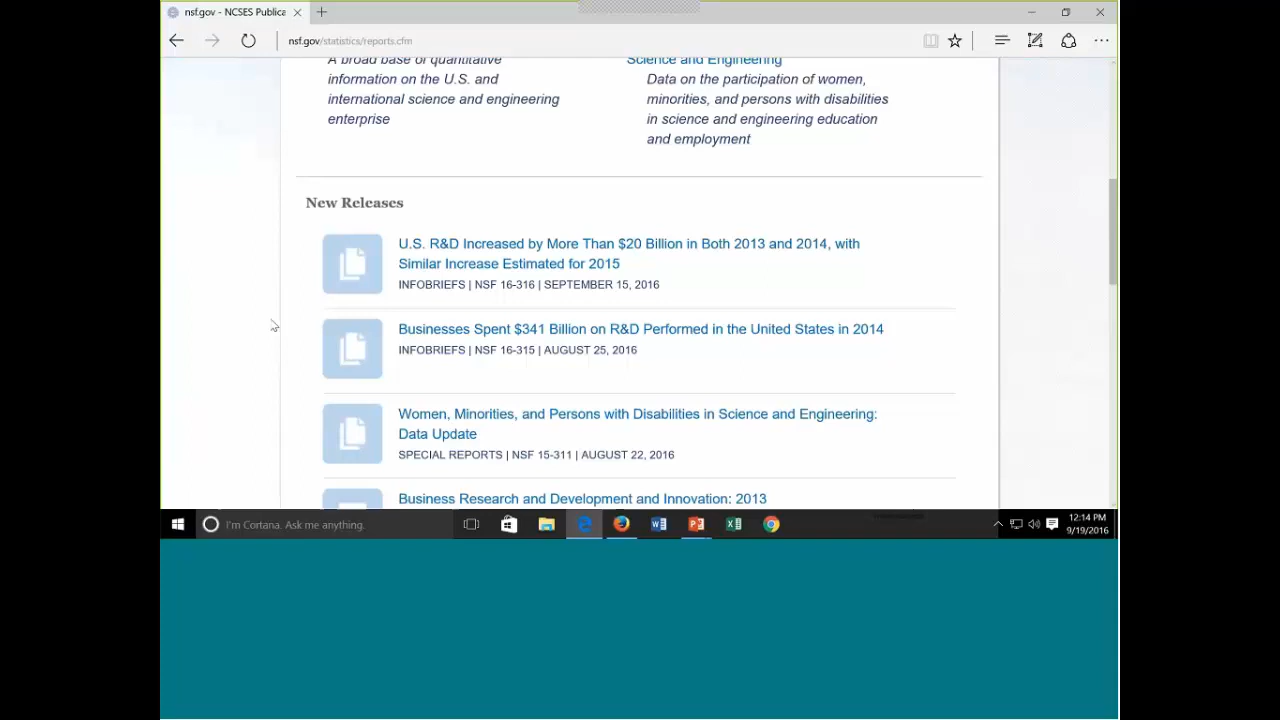 nsf.gov - NCSES Publica
nsf.gov/statistics/reports.cfm
A broad base of quantitative
information on the U.S. and
international science and engineering
enterprise
Science and Engineering
Data on the participation of women,
minorities, and persons with disabilities
in science and engineering education
and employment
New Releases
U.S. R&D Increased by More Than $20 Billion in Both 2013 and 2014, with
Similar Increase Estimated for 2015
INFOBRIEFS | NSF 16-316 | SEPTEMBER 15, 2016
Businesses Spent $341 Billion on R&D Performed in the United States in 2014
INFOBRIEFS | NSF 16-315 | AUGUST 25, 2016
Women, Minorities, and Persons with Disabilities in Science and Engineering:
Data Update
SPECIAL REPORTS | NSF 15-311 | AUGUST 22, 2016
Business Research and Development and Innovation: 2013
I'm Cortana. Ask me anything.
12:14 PM
9/19/2016